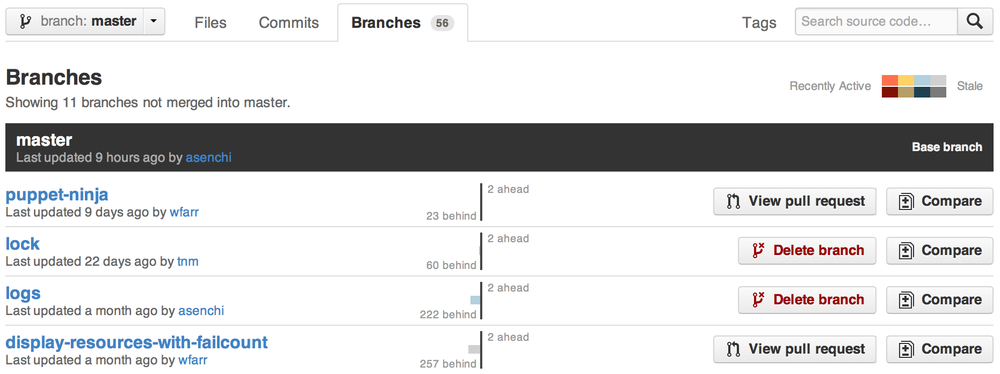 branch: master Files Commits Branches 56 Tags Search source code...
Branches
Showing 11 branches not merged into master.
Recently Active Stale
master
Last updated 9 hours ago by asenchi
Base branch
puppet-ninja
Last updated 9 days ago by wfarr
2 ahead
23 behind
View pull request Compare
lock
Last updated 22 days ago by tnm
2 ahead
60 behind
Delete branch Compare
logs
Last updated a month ago by asenchi
2 ahead
222 behind
Delete branch Compare
display-resources-with-failcount
Last updated a month ago by wfarr
2 ahead
257 behind
View pull request Compare